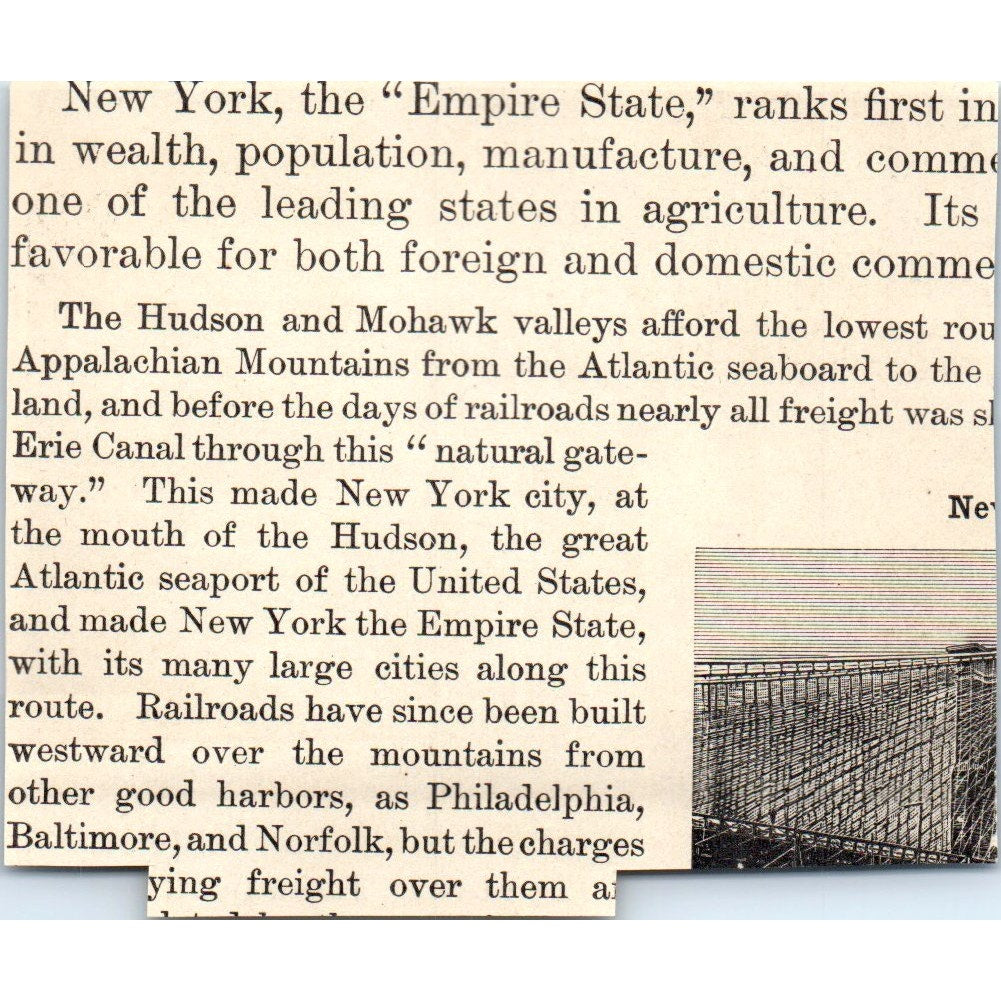 New York, the “Empire State,” ranks first in
in wealth, population, manufacture, and comme
one of the leading states in agriculture. Its
favorable for both foreign and domestic comme
The Hudson and Mohawk valleys afford the lowest rou
Appalachian Mountains from the Atlantic seaboard to the
land, and before the days of railroads nearly all freight was sl
Erie Canal through this “natural gate-
way.” This made New York city, at
the mouth of the Hudson, the great
Atlantic seaport of the United States,
and made New York the Empire State,
with its many large cities along this
route. Railroads have since been built
westward over the mountains from
other good harbors, as Philadelphia,
Baltimore, and Norfolk, but the charges
ying freight over them a
Ne